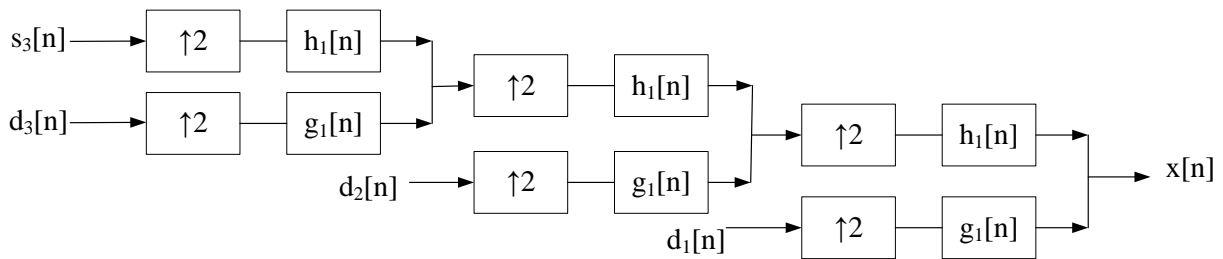 s₃[n] ↑2 h₁[n]
d₃[n] ↑2 g₁[n]
↑2 h₁[n]
d₂[n] ↑2 g₁[n]
↑2 h₁[n]
d₁[n] ↑2 g₁[n]
x[n]